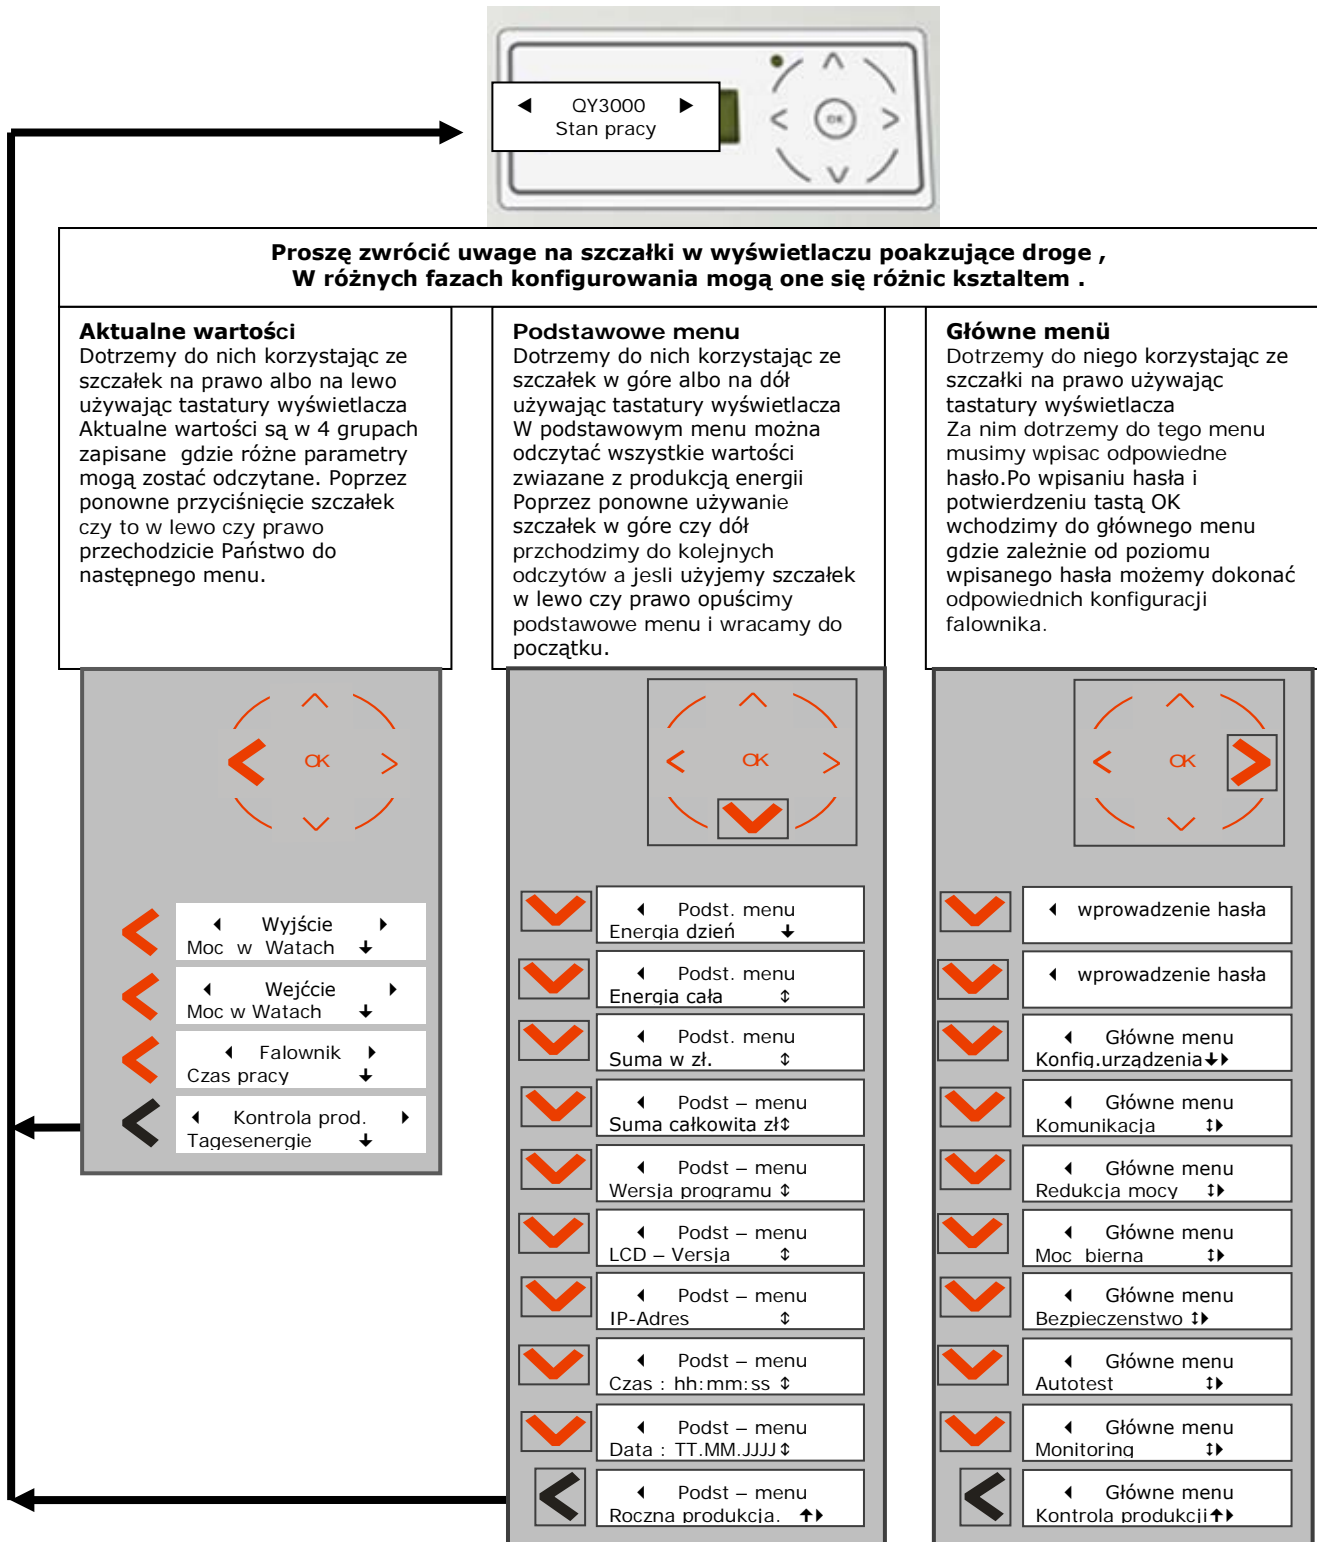 QY3000
Stan pracy
OK
Proszę zwrócić uwage na szczałki w wyświetlaczu poakzujące droge ,
W różnych fazach konfigurowania mogą one się różnic ksztaltem .
Aktualne wartości
Dotrzemy do nich korzystając ze
szczałek na prawo albo na lewo
używając tastatury wyświetlacza
Aktualne wartości są w 4 grupach
zapisane gdzie różne parametry
mogą zostać odczytane. Poprzez
ponowne przyciśnięcie szczałek
czy to w lewo czy prawo
przechodzicie Państwo do
następnego menu.
Podstawowe menu
Dotrzemy do nich korzystając ze
szczałek w góre albo na dół
używając tastatury wyświetlacza
W podstawowym menu można
odczytać wszystkie wartości
zwiazane z produkcją energii
Poprzez ponowne używanie
szczałek w góre czy dół
przchodzimy do kolejnych
odczytów a jesli użyjemy szczałek
w lewo czy prawo opuścimy
podstawowe menu i wracamy do
początku.
Główne menü
Dotrzemy do niego korzystając ze
szczałki na prawo używając
tastatury wyświetlacza
Za nim dotrzemy do tego menu
musimy wpisac odpowiedne
hasło.Po wpisaniu hasła i
potwierdzeniu tastą OK
wchodzimy do głównego menu
gdzie zależnie od poziomu
wpisanego hasła możemy dokonać
odpowiednich konfiguracji
falownika.
OK
Wyjście
Moc w Watach
Wejćcie
Moc w Watach
Falownik
Czas pracy
Kontrola prod.
Tagesenergie
OK
Podst. menu
Energia dzień
Podst. menu
Energia cała
Podst. menu
Suma w zł.
Podst – menu
Suma całkowita zł
Podst – menu
Wersja programu
Podst – menu
LCD – Versja
Podst – menu
IP-Adres
Podst – menu
Czas : hh:mm:ss
Podst – menu
Data : TT.MM.JJJJ
Podst – menu
Roczna produkcja.
OK
wprowadzenie hasła
wprowadzenie hasła
Główne menu
Konfig.urządzenia
Główne menu
Komunikacja
Główne menu
Redukcja mocy
Główne menu
Moc bierna
Główne menu
Bezpieczenstwo
Główne menu
Autotest
Główne menu
Monitoring
Główne menu
Kontrola produkcji